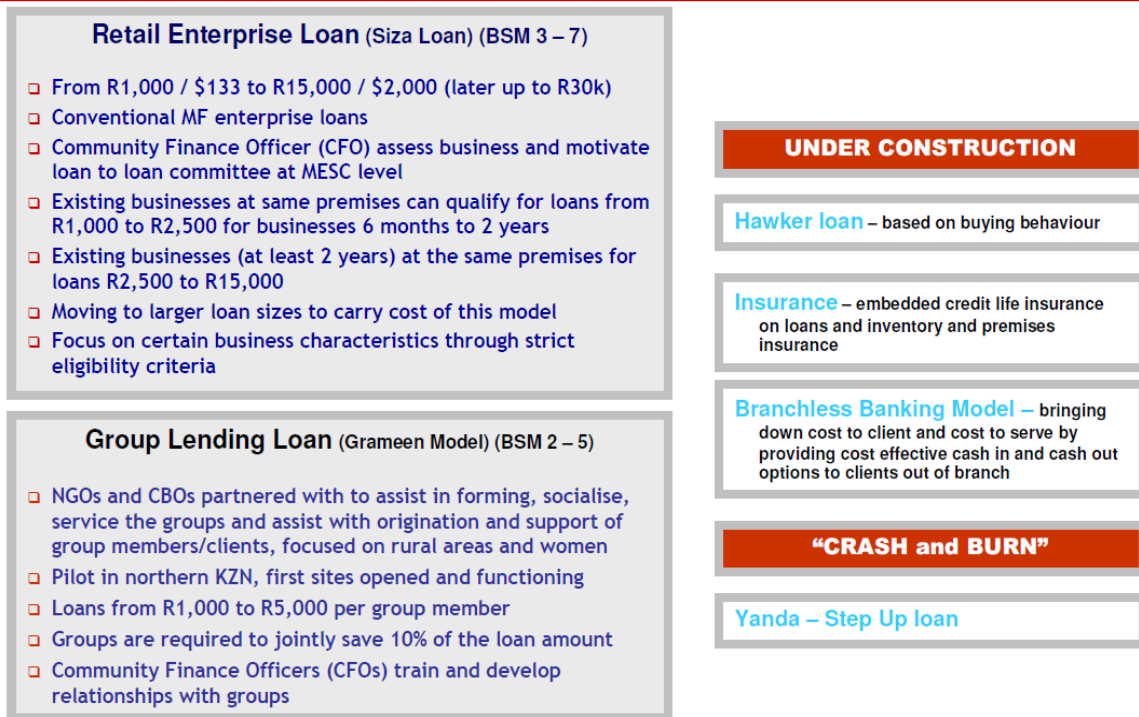 Retail Enterprise Loan (Siza Loan) (BSM 3 – 7)
❑ From R1,000 / $133 to R15,000 / $2,000 (later up to R30k)
❑ Conventional MF enterprise loans
❑ Community Finance Officer (CFO) assess business and motivate
loan to loan committee at MESC level
❑ Existing businesses at same premises can qualify for loans from
R1,000 to R2,500 for businesses 6 months to 2 years
❑ Existing businesses (at least 2 years) at the same premises for
loans R2,500 to R15,000
❑ Moving to larger loan sizes to carry cost of this model
❑ Focus on certain business characteristics through strict
eligibility criteria
Group Lending Loan (Grameen Model) (BSM 2 – 5)
❑ NGOs and CBOs partnered with to assist in forming, socialise,
service the groups and assist with origination and support of
group members/clients, focused on rural areas and women
❑ Pilot in northern KZN, first sites opened and functioning
❑ Loans from R1,000 to R5,000 per group member
❑ Groups are required to jointly save 10% of the loan amount
❑ Community Finance Officers (CFOs) train and develop
relationships with groups
UNDER CONSTRUCTION
Hawker loan – based on buying behaviour
Insurance – embedded credit life insurance
on loans and inventory and premises
insurance
Branchless Banking Model – bringing
down cost to client and cost to serve by
providing cost effective cash in and cash out
options to clients out of branch
“CRASH and BURN”
Yanda – Step Up loan